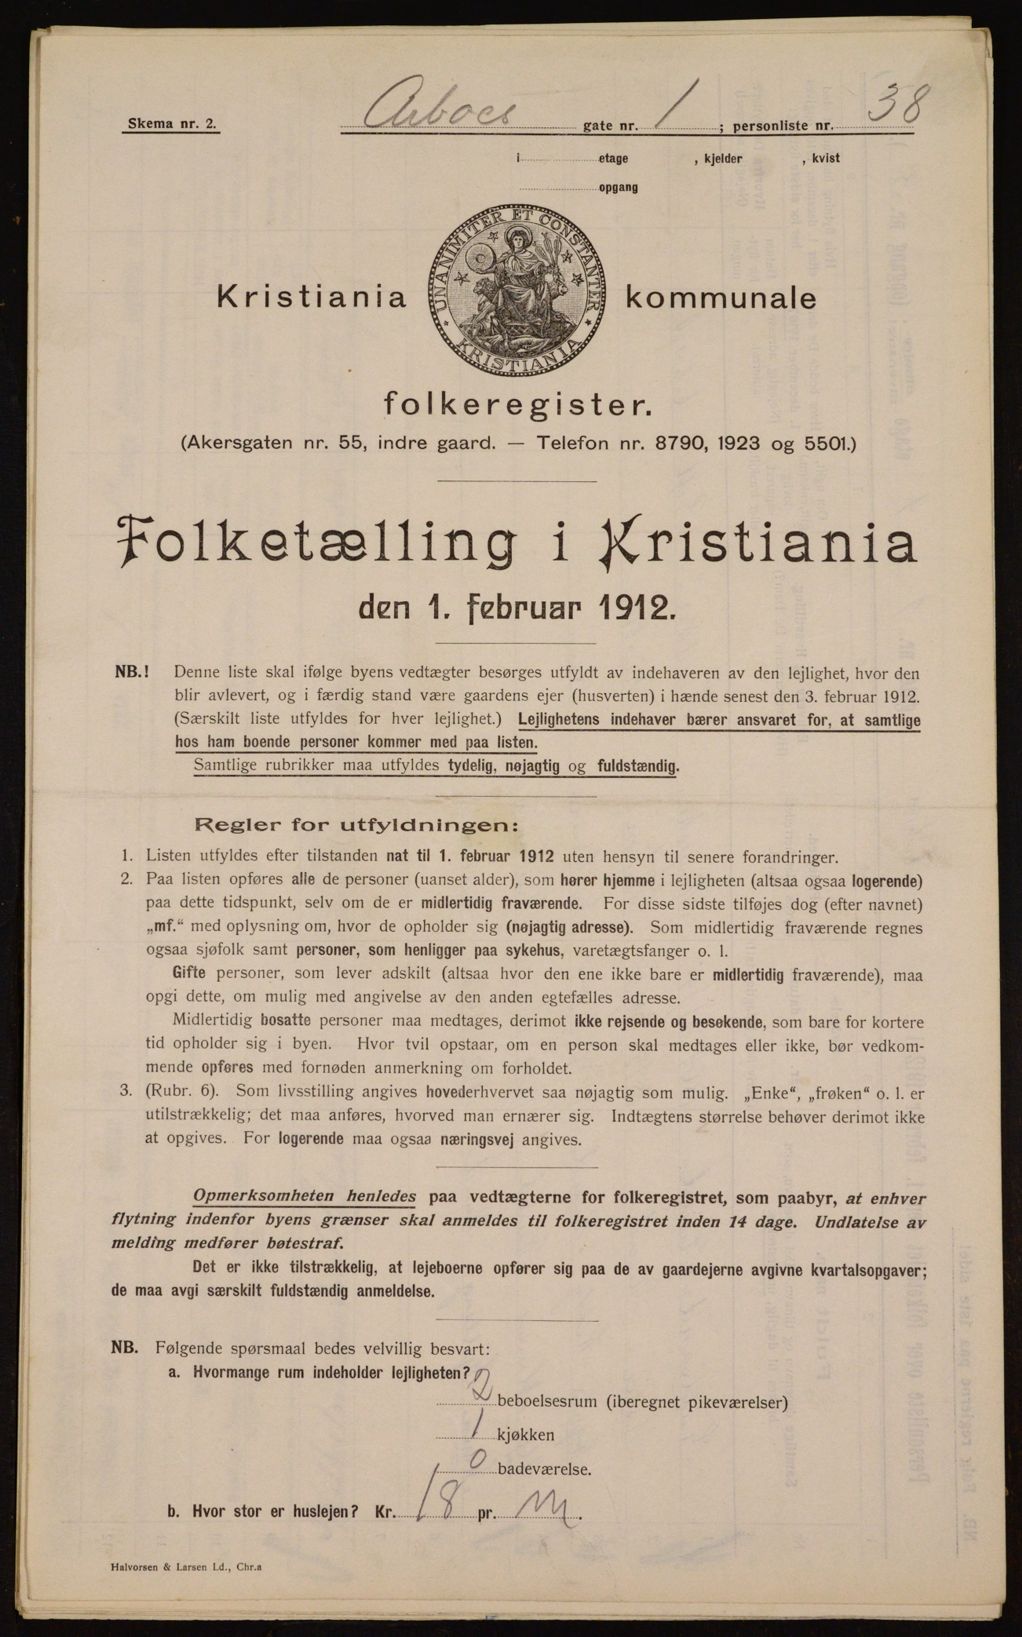 Skema nr. 2.
Arboes gate nr. 1 ; personliste nr. 38
i etage , kjelder , kvist
opgang
UNANIMITER ET CONSTANTER
KRISTIANIA
Kristiania kommunale
folkeregister.
(Akersgaten nr. 55, indre gaard. — Telefon nr. 8790, 1923 og 5501.)
Folketælling i Kristiania
den 1. februar 1912.
NB.! Denne liste skal ifølge byens vedtægter besørges utfyldt av indehaveren av den lejlighet, hvor den
blir avlevert, og i færdig stand være gaardens ejer (husverten) i hænde senest den 3. februar 1912.
(Særskilt liste utfyldes for hver lejlighet.) Lejlighetens indehaver bærer ansvaret for, at samtlige
hos ham boende personer kommer med paa listen.
Samtlige rubrikker maa utfyldes tydelig, nøjagtig og fuldstændig.
Regler for utfyldningen:
1. Listen utfyldes efter tilstanden nat til 1. februar 1912 uten hensyn til senere forandringer.
2. Paa listen opføres alle de personer (uanset alder), som hører hjemme i lejligheten (altsaa ogsaa logerende)
paa dette tidspunkt, selv om de er midlertidig fraværende. For disse sidste tilføjes dog (efter navnet)
„mf.“ med oplysning om, hvor de opholder sig (nøjagtig adresse). Som midlertidig fraværende regnes
ogsaa sjøfolk samt personer, som henligger paa sykehus, varetægtsfanger o. l.
Gifte personer, som lever adskilt (altsaa hvor den ene ikke bare er midlertidig fraværende), maa
opgi dette, om mulig med angivelse av den anden egtefælles adresse.
Midlertidig bosatte personer maa medtages, derimot ikke rejsende og besøkende, som bare for kortere
tid opholder sig i byen. Hvor tvil opstaar, om en person skal medtages eller ikke, bør vedkom-
mende opføres med fornøden anmerkning om forholdet.
3. (Rubr. 6). Som livsstilling angives hovederhvervet saa nøjagtig som mulig. „Enke“, „frøken“ o. l. er
utilstrækkelig; det maa anføres, hvorved man ernærer sig. Indtægtens størrelse behøver derimot ikke
at opgives. For logerende maa ogsaa næringsvej angives.
Opmerksomheten henledes paa vedtægterne for folkeregistret, som paabyr, at enhver
flytning indenfor byens grænser skal anmeldes til folkeregistret inden 14 dage. Undlatelse av
melding medfører bøtestraf.
Det er ikke tilstrækkelig, at lejeboerne opfører sig paa de av gaardejerne avgivne kvartalsopgaver;
de maa avgi særskilt fuldstændig anmeldelse.
NB. Følgende spørsmaal bedes velvillig besvart:
a. Hvormange rum indeholder lejligheten?
2 beboelsesrum (iberegnet pikeværelser)
1 kjøkken
0 badeværelse.
b. Hvor stor er huslejen? Kr. 18 pr. M.
Halvorsen & Larsen Ld., Chr.a